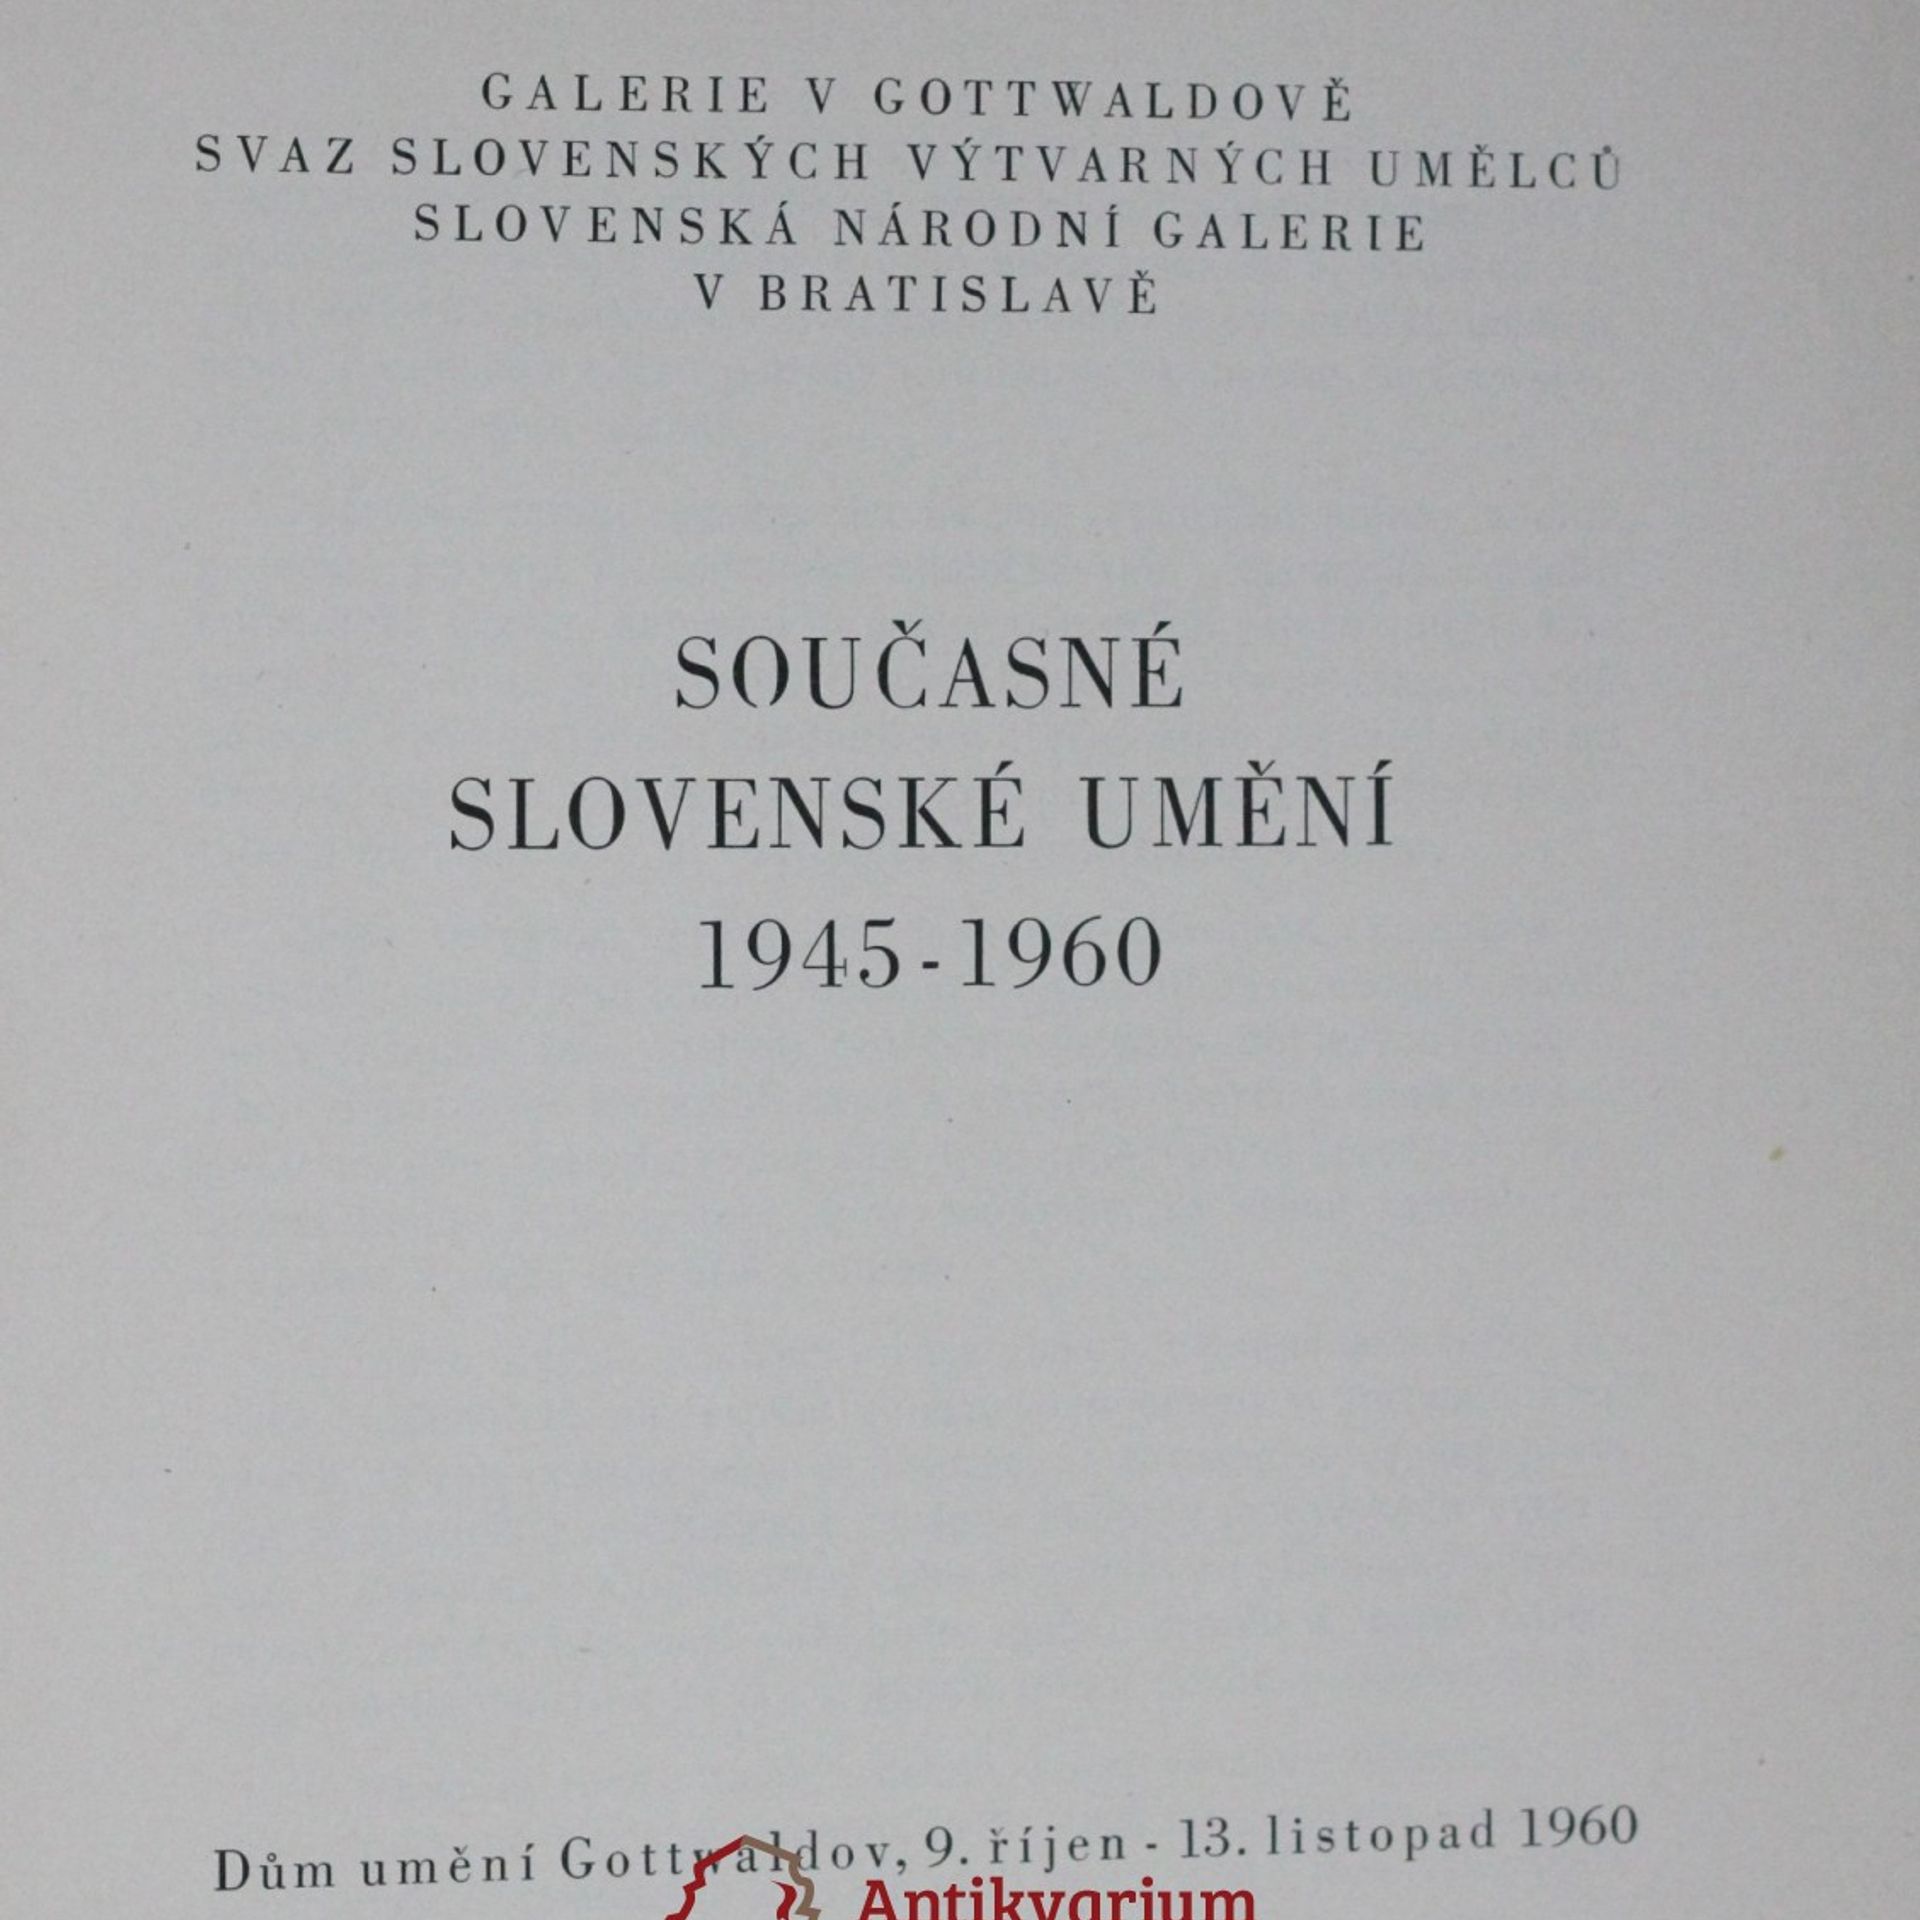 GALERIE V GOTTWALDOVĚ
SVAZ SLOVENSKÝCH VÝTVARNÝCH UMĚLCŮ
SLOVENSKÁ NÁRODNÍ GALERIE
V BRATISLAVĚ
SOUČASNÉ
SLOVENSKÉ UMĚNÍ
1945-1960
Dům umění Gottwaldov, 9. říjen - 13. listopad 1960
Antikvarium